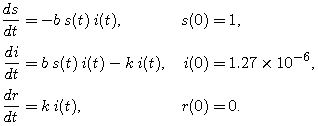 ds/dt = −b s(t) i(t), s(0) = 1,
di/dt = b s(t) i(t) − k i(t), i(0) = 1.27 × 10⁻⁶,
dr/dt = k i(t), r(0) = 0.